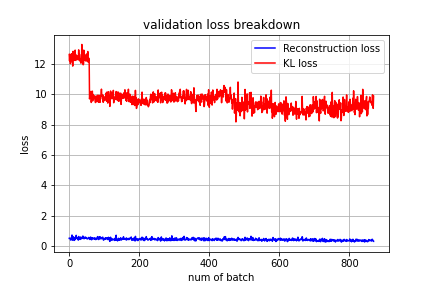 validation loss breakdown
Reconstruction loss
KL loss
12
10
8
6
4
2
0
loss
0
200
400
600
800
num of batch